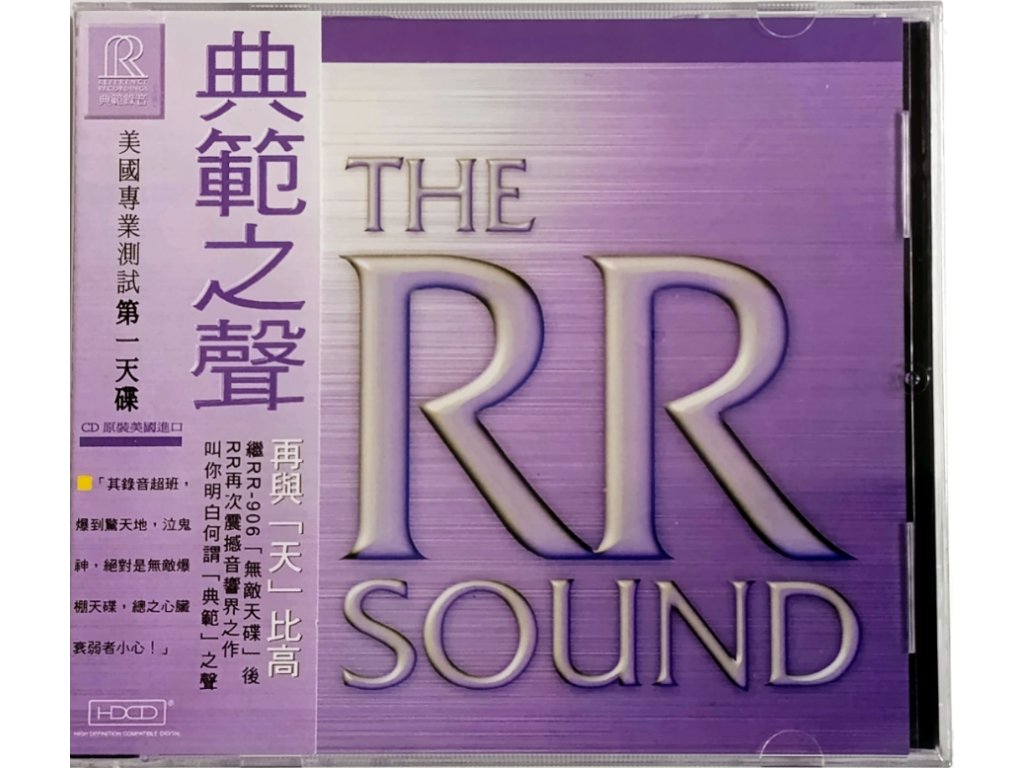 REFERENCE
RECORDINGS
典範錄音
典範之聲
美國專業測試第一天碟
CD 原裝美國進口
再與「天」比高
繼RR-906「無敵天碟」後
RR再次震撼音響界之作
叫你明白何謂「典範」之聲
「其錄音超班，
爆到驚天地，泣鬼
神，絕對是無敵爆
棚天碟，總之心臟
衰弱者小心！」
HDCD®
HIGH DEFINITION COMPATIBLE DIGITAL
THE
RR
SOUND